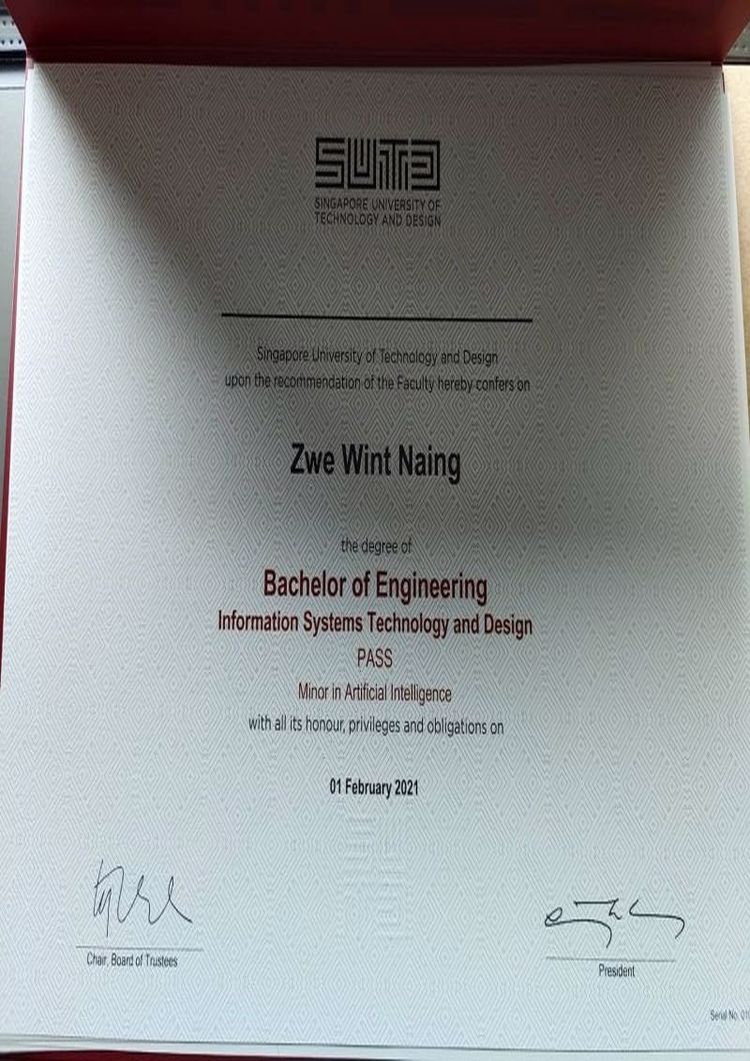 SUTD
SINGAPORE UNIVERSITY OF
TECHNOLOGY AND DESIGN
Singapore University of Technology and Design
upon the recommendation of the Faculty hereby confers on
Zwe Wint Naing
the degree of
Bachelor of Engineering
Information Systems Technology and Design
PASS
Minor in Artificial Intelligence
with all its honour, privileges and obligations on
01 February 2021
Chair, Board of Trustees
President
Serial No.